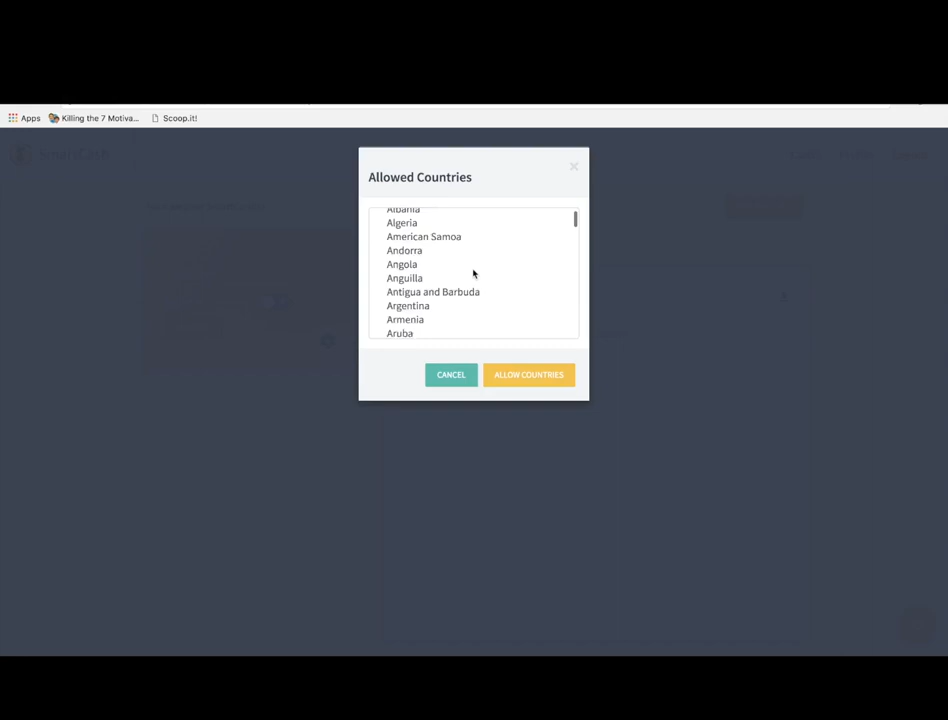 Apps
Killing the 7 Motiva...
Scoop.it!
SmartCash
Allowed Countries
Albania
Algeria
American Samoa
Andorra
Angola
Anguilla
Antigua and Barbuda
Argentina
Armenia
Aruba
CANCEL
ALLOW COUNTRIES